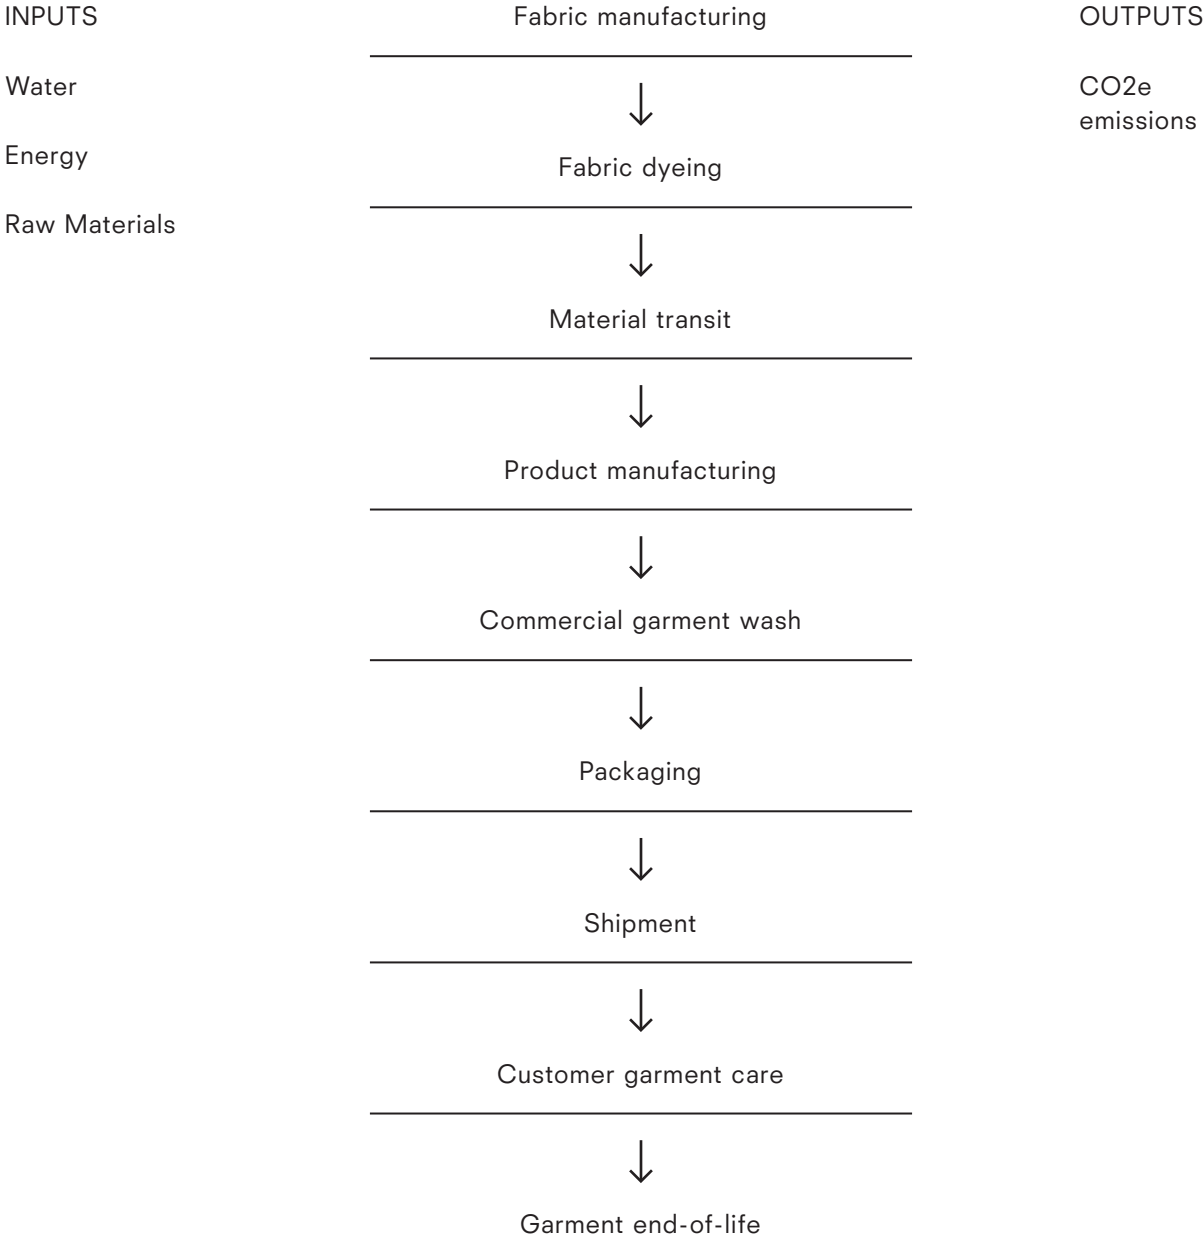 INPUTS
Water
Energy
Raw Materials
Fabric manufacturing
Fabric dyeing
Material transit
Product manufacturing
Commercial garment wash
Packaging
Shipment
Customer garment care
Garment end-of-life
OUTPUTS
CO2e
emissions